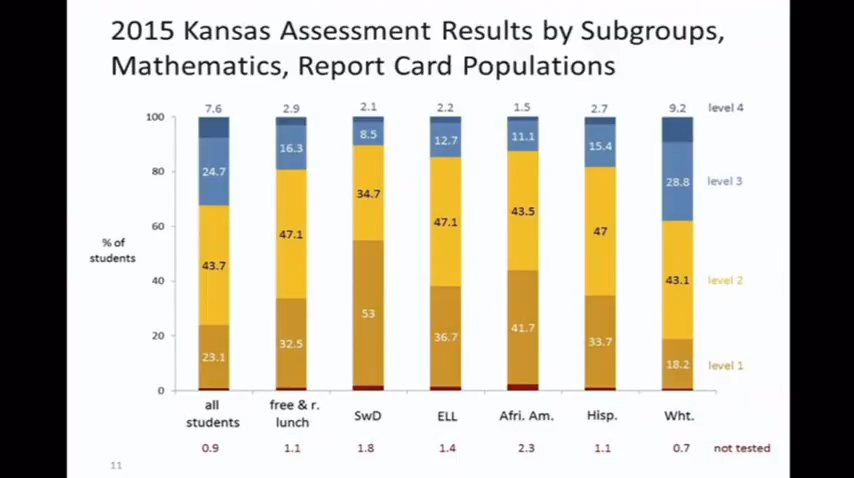 2015 Kansas Assessment Results by Subgroups,
Mathematics, Report Card Populations
7.6 2.9 2.1 2.2 1.5 2.7 9.2 level 4
100
24.7 16.3 8.5 12.7 11.1 15.4 28.8 level 3
80
43.7 47.1 34.7 47.1 43.5 47 43.1 level 2
60
% of
students
40
23.1 32.5 53 36.7 41.7 33.7 18.2 level 1
20
0
all
students
free & r.
lunch
SwD
ELL
Afri. Am.
Hisp.
Wht.
0.9 1.1 1.8 1.4 2.3 1.1 0.7 not tested
11